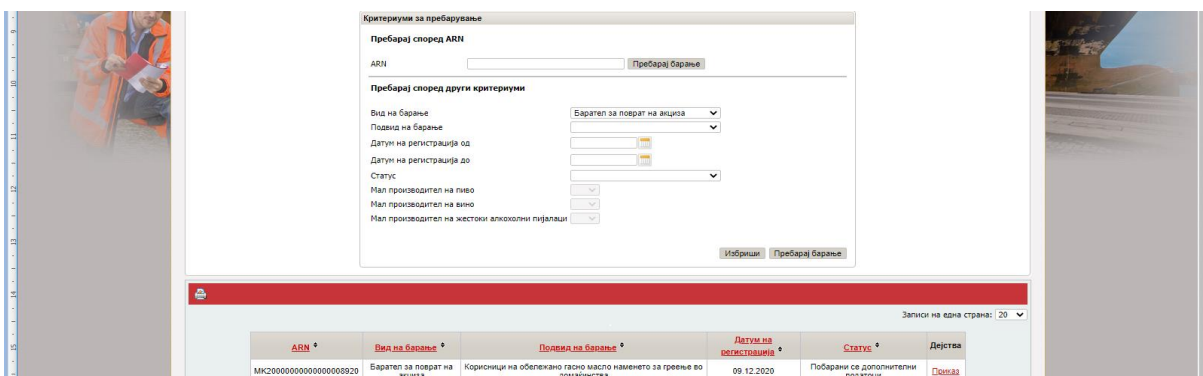 Критериуми за пребарување
Пребарај според ARN
ARN Пребарај барање
Пребарај според други критериуми
Вид на барање Барател за поврат на акциза
Подвид на барање
Датум на регистрација од
Датум на регистрација до
Статус
Мал производител на пиво
Мал производител на вино
Мал производител на жестоки алкохолни пијалаци
Избриши Пребарај барање
Записи на една страна: 20
ARN Вид на барање Подвид на барање Датум на регистрација Статус Дејства
MK20000000000000008920 Барател за поврат на акциза Корисници на обележано гасно масло наменето за греење во домаќинства 09.12.2020 Побарани се дополнителни податоци Приказ